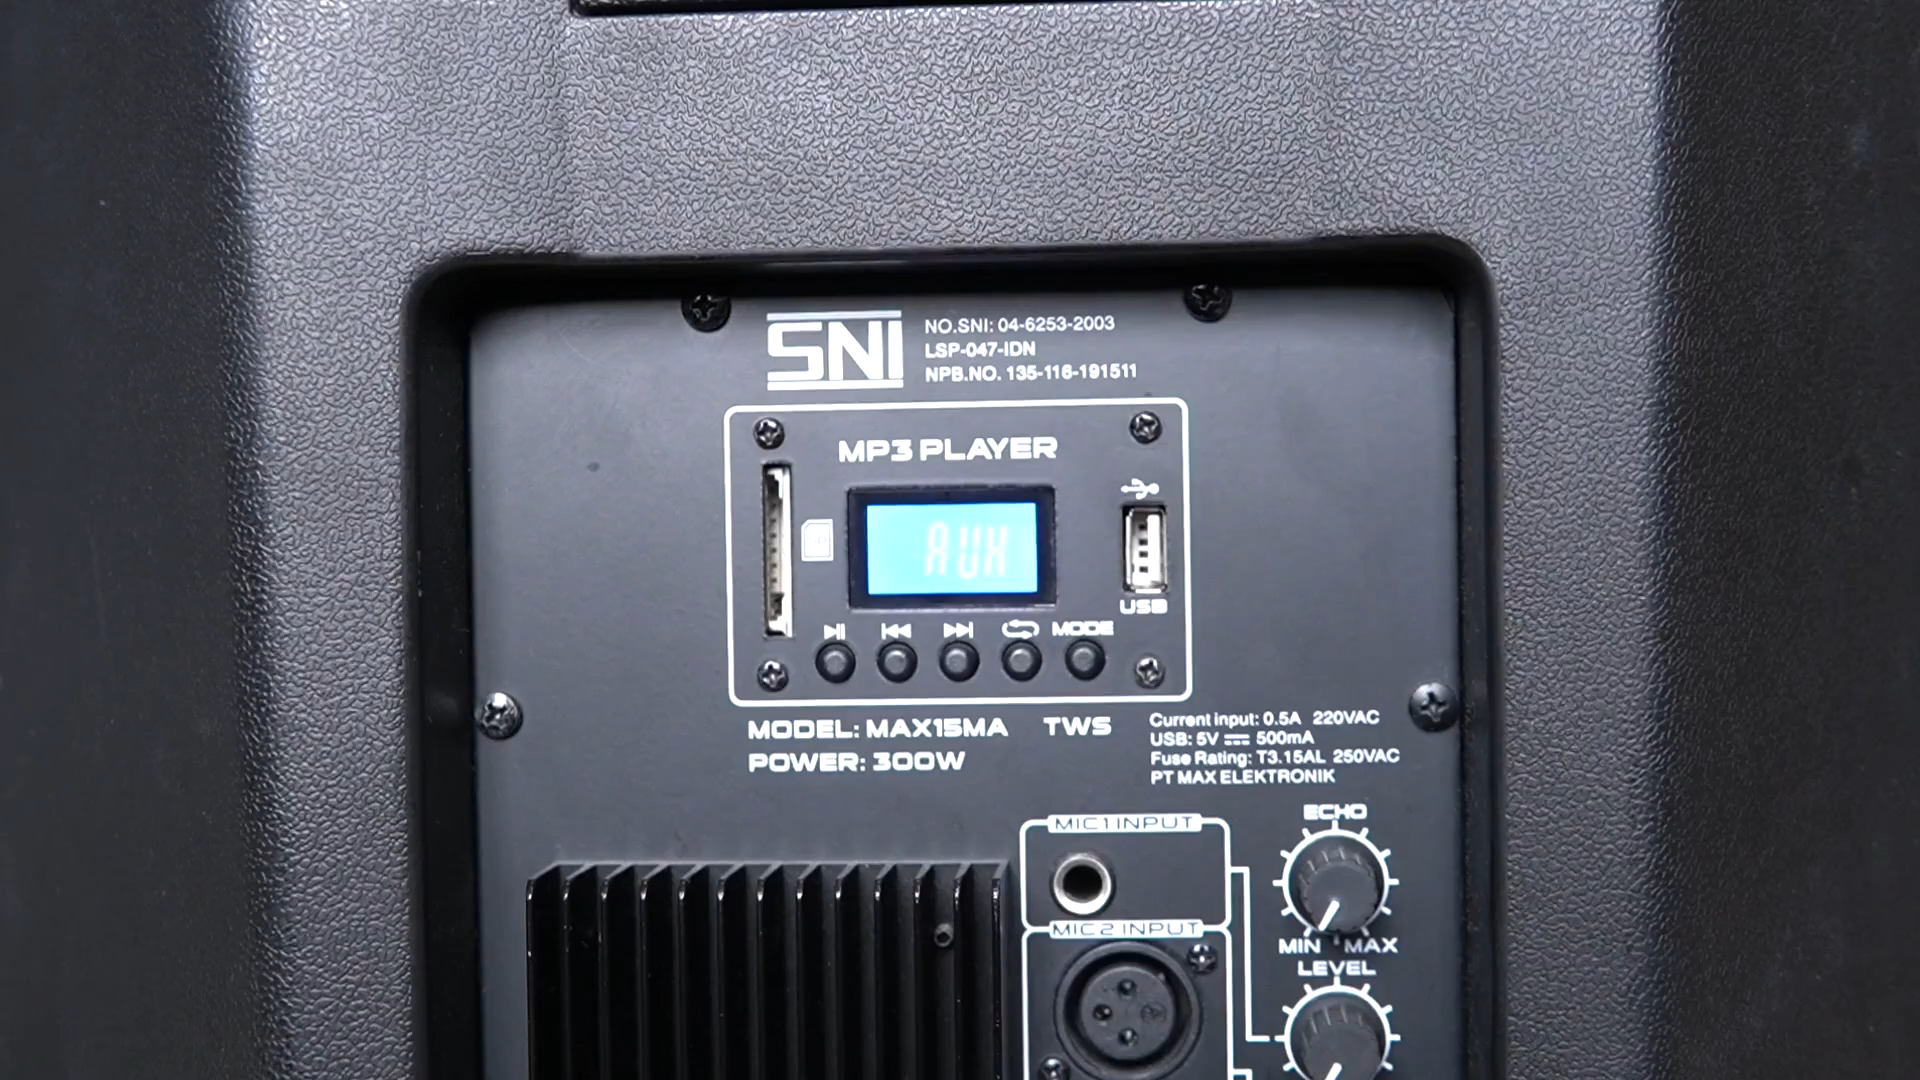 SNI
NO.SNI: 04-6253-2003
LSP-047-IDN
NPB.NO. 135-116-191511
MP3 PLAYER
AUX
USB
MODE
MODEL: MAX15MA TWS
POWER: 300W
Current input: 0.5A 220VAC
USB: 5V 500mA
Fuse Rating: T3.15AL 250VAC
PT MAX ELEKTRONIK
ECHO
MIC1 INPUT
MIN MAX
MIC2 INPUT
LEVEL